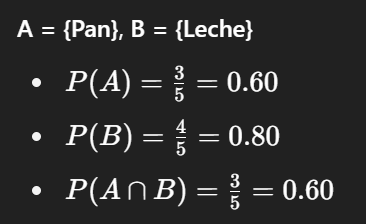 A = {Pan}, B = {Leche}
• P(A) = 3/5 = 0.60
• P(B) = 4/5 = 0.80
• P(A ∩ B) = 3/5 = 0.60